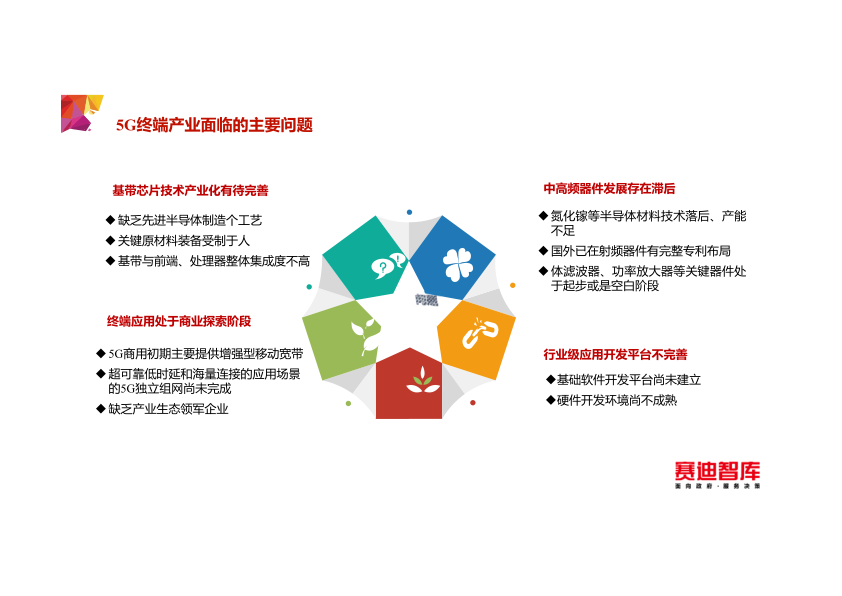 5G终端产业面临的主要问题
基带芯片技术产业化有待完善
◆ 缺乏先进半导体制造个工艺
◆ 关键原材料装备受制于人
◆ 基带与前端、处理器整体集成度不高
终端应用处于商业探索阶段
◆ 5G商用初期主要提供增强型移动宽带
◆ 超可靠低时延和海量连接的应用场景
的5G独立组网尚未完成
◆ 缺乏产业生态领军企业
中高频器件发展存在滞后
◆ 氮化镓等半导体材料技术落后、产能
不足
◆ 国外已在射频器件有完整专利布局
◆ 体滤波器、功率放大器等关键器件处
于起步或是空白阶段
行业级应用开发平台不完善
◆基础软件开发平台尚未建立
◆硬件开发环境尚不成熟
赛迪智库
面向政府·服务决策